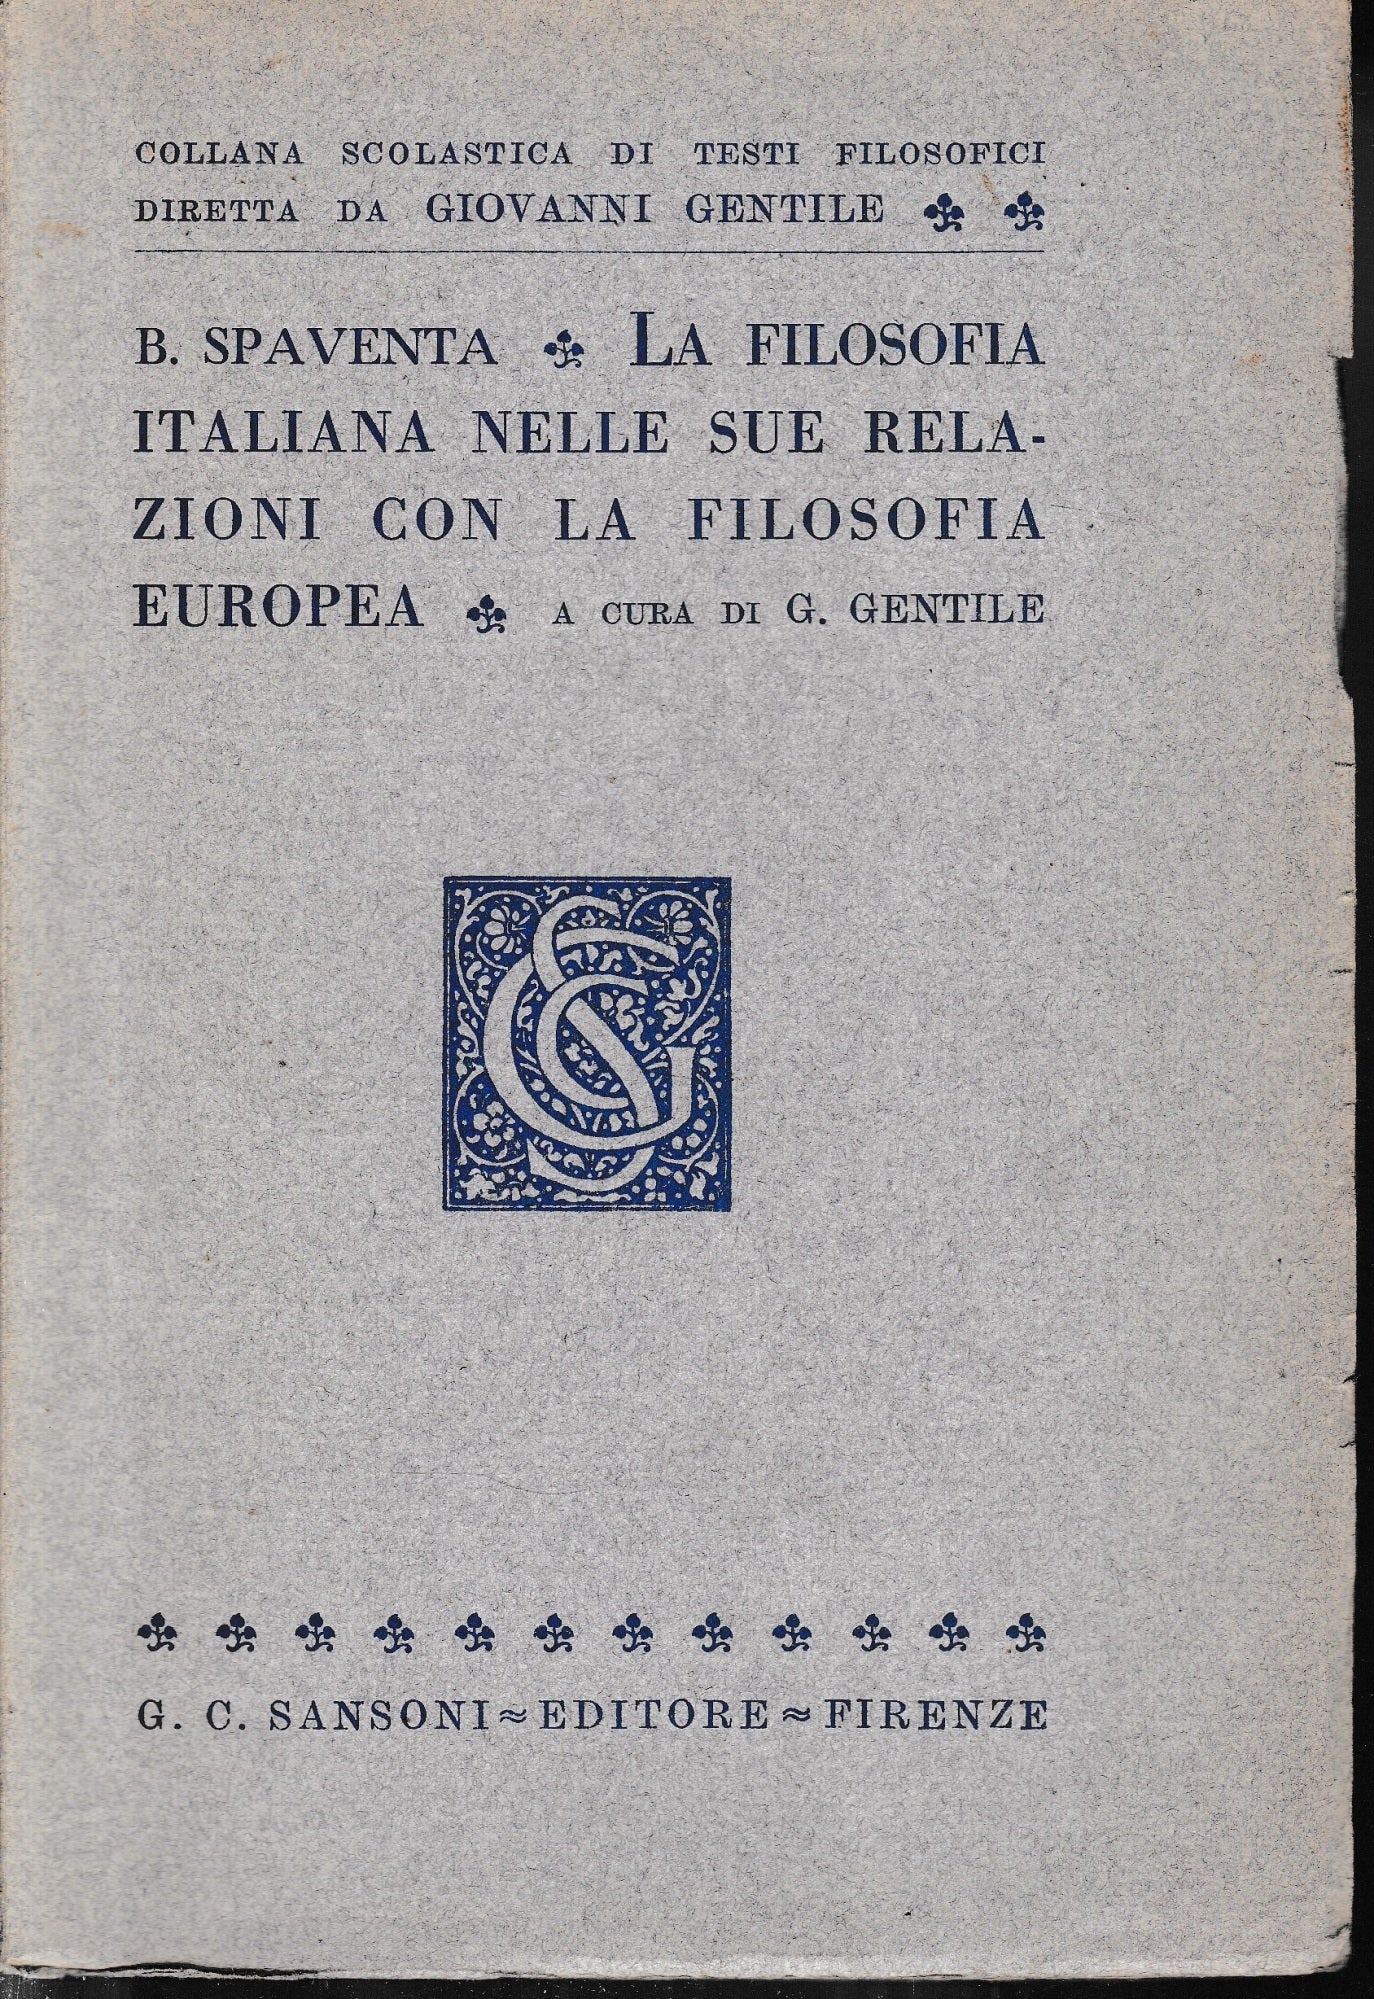 COLLANA SCOLASTICA DI TESTI FILOSOFICI
DIRETTA DA GIOVANNI GENTILE
B. SPAVENTA LA FILOSOFIA
ITALIANA NELLE SUE RELA-
ZIONI CON LA FILOSOFIA
EUROPEA A CURA DI G. GENTILE
GCS
G. C. SANSONI≈EDITORE≈FIRENZE